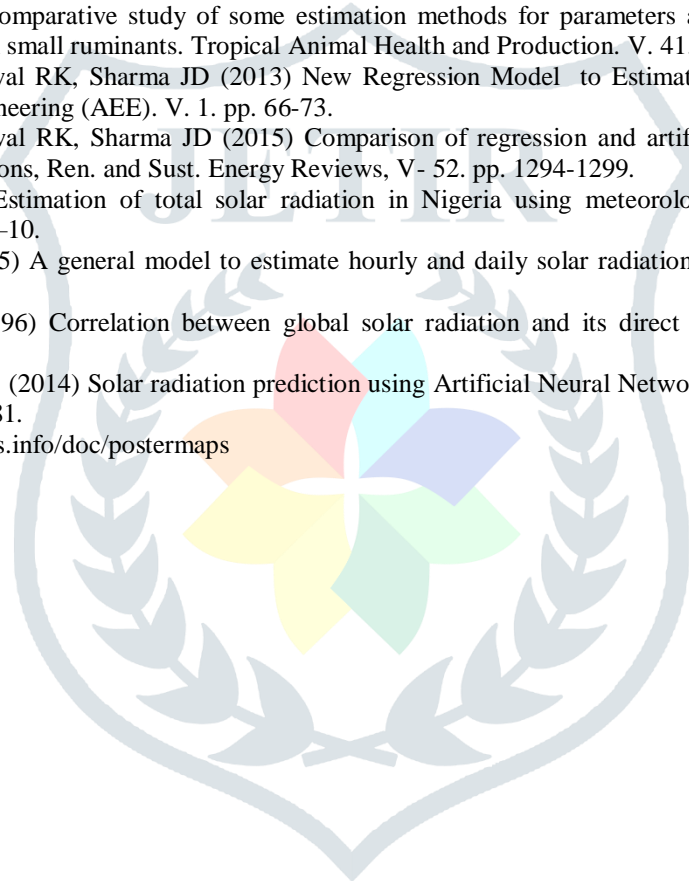 omparative study of some estimation methods for parameters a
small ruminants. Tropical Animal Health and Production. V. 41.
val RK, Sharma JD (2013) New Regression Model to Estimat
neering (AEE). V. 1. pp. 66-73.
val RK, Sharma JD (2015) Comparison of regression and artif
ons, Ren. and Sust. Energy Reviews, V- 52. pp. 1294-1299.
Estimation of total solar radiation in Nigeria using meteorolo
–10.
5) A general model to estimate hourly and daily solar radiation
96) Correlation between global solar radiation and its direct
(2014) Solar radiation prediction using Artificial Neural Netwo
81.
s.info/doc/postermaps
JETIR